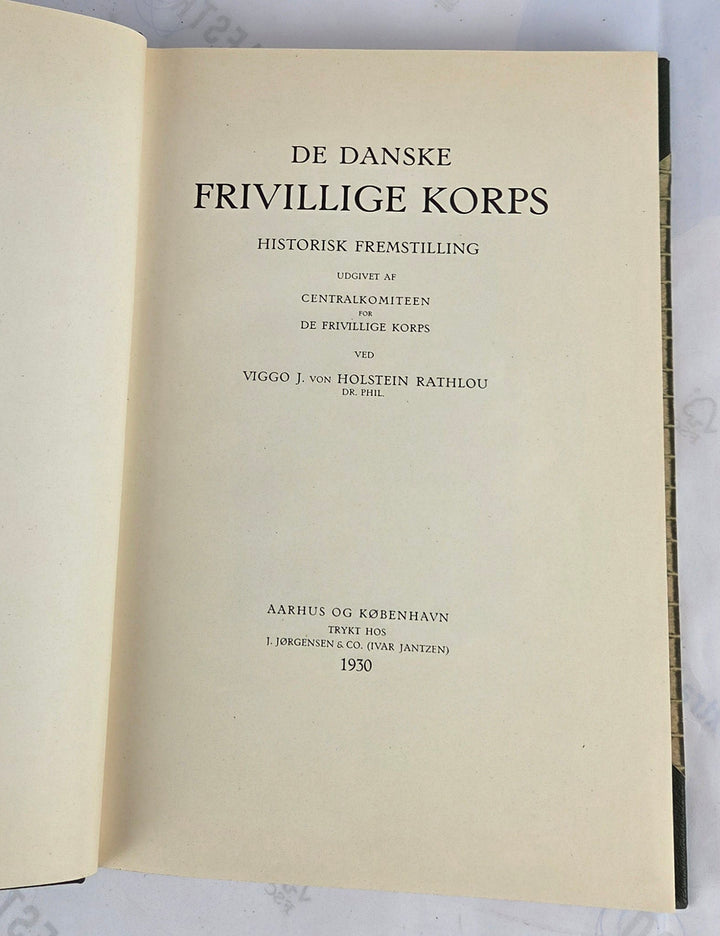 DE DANSKE
FRIVILLIGE KORPS
HISTORISK FREMSTILLING
UDGIVET AF
CENTRALKOMITEEN
FOR
DE FRIVILLIGE KORPS
VED
VIGGO J. VON HOLSTEIN RATHLOU
DR. PHIL.
AARHUS OG KØBENHAVN
TRYKT HOS
J. JØRGENSEN & CO. (IVAR JANTZEN)
1930